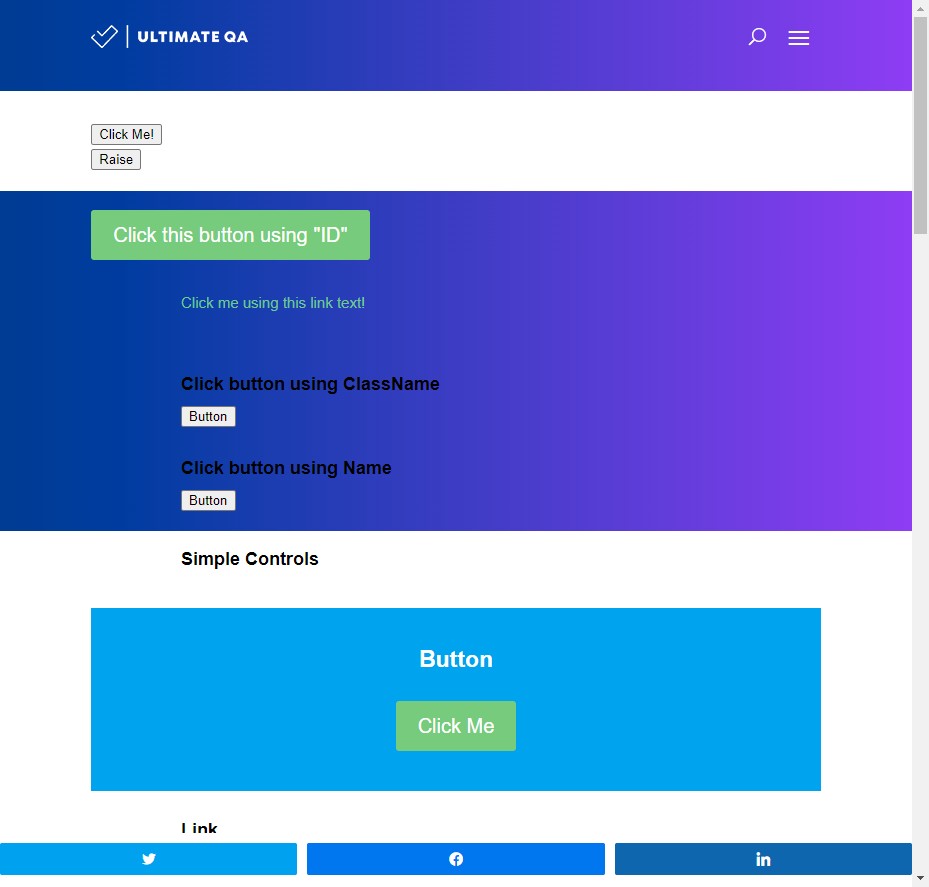 ULTIMATE QA
Click Me!
Raise
Click this button using "ID"
Click me using this link text!
Click button using ClassName
Button
Click button using Name
Button
Simple Controls
Button
Click Me
Link